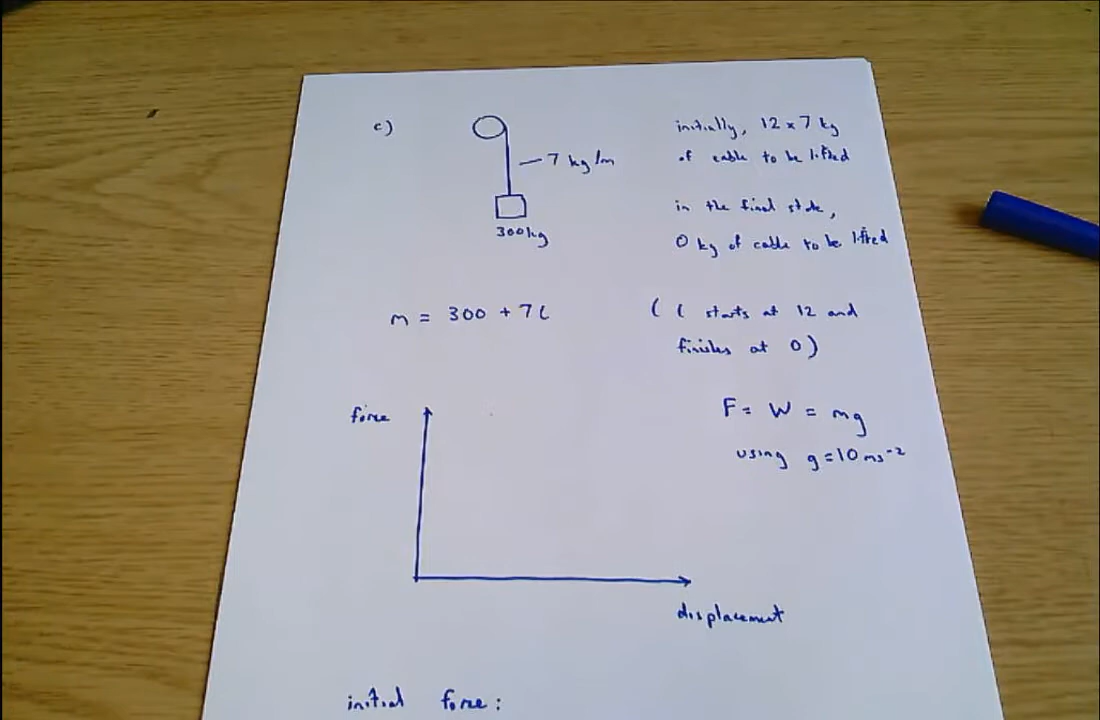 c)
7 kg/m
300kg
initially, 12 x 7 kg
of cable to be lifted
in the final state,
0 kg of cable to be lifted
m = 300 + 7l
(l starts at 12 and
finishes at 0)
force
displacement
F = W = mg
using g = 10 ms⁻²
initial force: